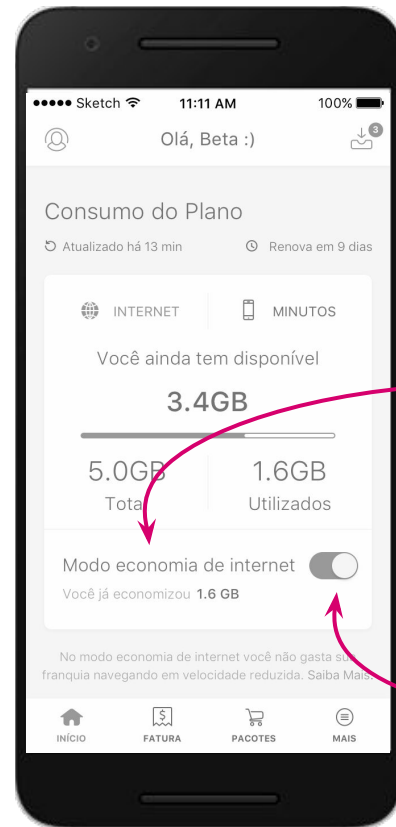 Sketch 11:11 AM 100%
Olá, Beta :) 3
Consumo do Plano
Atualizado há 13 min Renova em 9 dias
INTERNET MINUTOS
Você ainda tem disponível
3.4GB
5.0GB 1.6GB
Total Utilizados
Modo economia de internet
Você já economizou 1.6 GB
No modo economia de internet você não gasta sua
franquia navegando em velocidade reduzida. Saiba Mais.
INÍCIO FATURA PACOTES MAIS